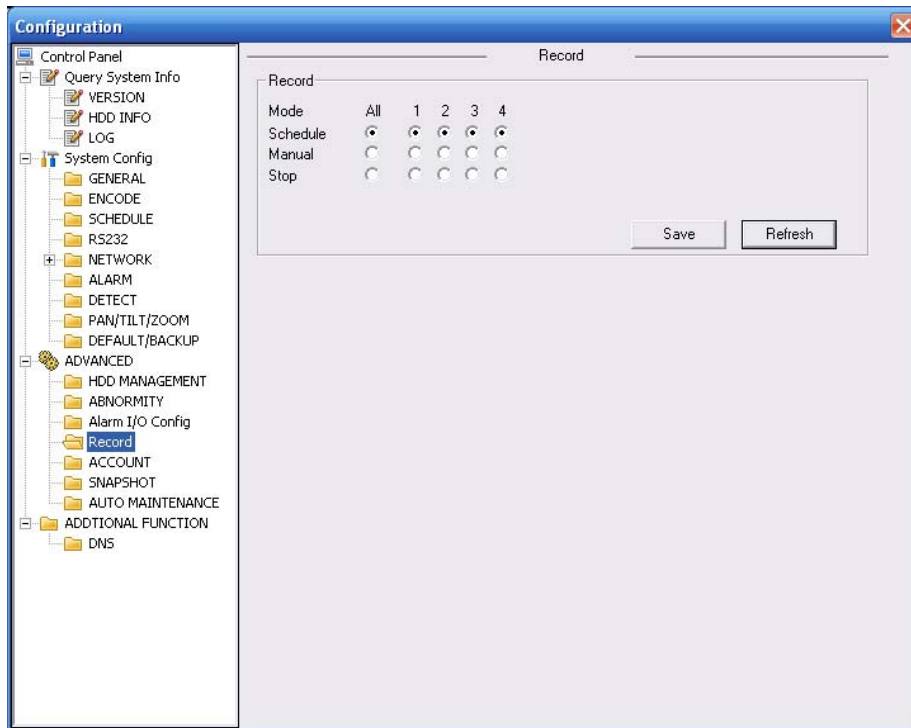 Configuration
Control Panel
Query System Info
VERSION
HDD INFO
LOG
System Config
GENERAL
ENCODE
SCHEDULE
RS232
NETWORK
ALARM
DETECT
PAN/TILT/ZOOM
DEFAULT/BACKUP
ADVANCED
HDD MANAGEMENT
ABNORMITY
Alarm I/O Config
Record
ACCOUNT
SNAPSHOT
AUTO MAINTENANCE
ADDTIONAL FUNCTION
DNS
Record
Record
Mode All 1 2 3 4
Schedule
Manual
Stop
Save Refresh